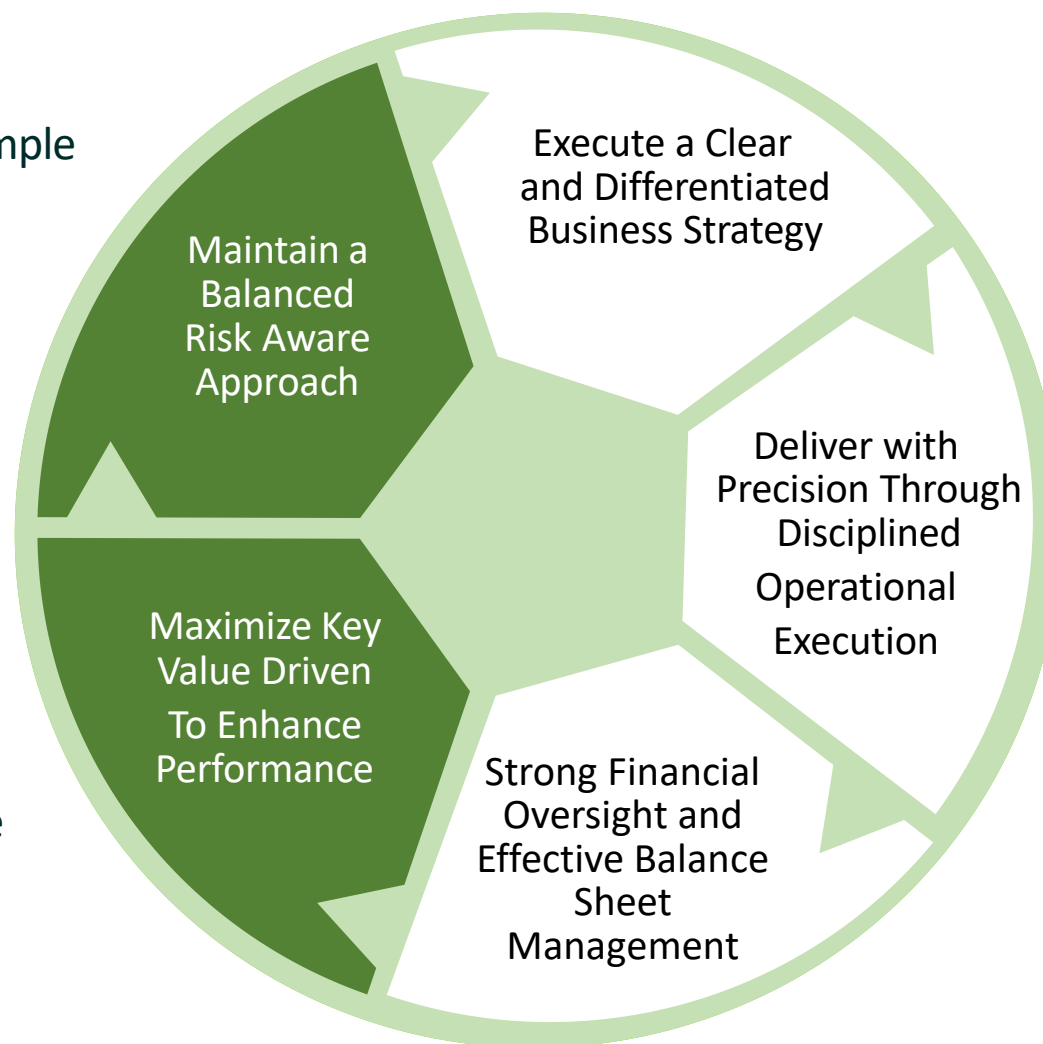 Execute a Clear
and Differentiated
Business Strategy
Deliver with
Precision Through
Disciplined
Operational
Execution
Strong Financial
Oversight and
Effective Balance
Sheet
Management
Maximize Key
Value Driven
To Enhance
Performance
Maintain a
Balanced
Risk Aware
Approach